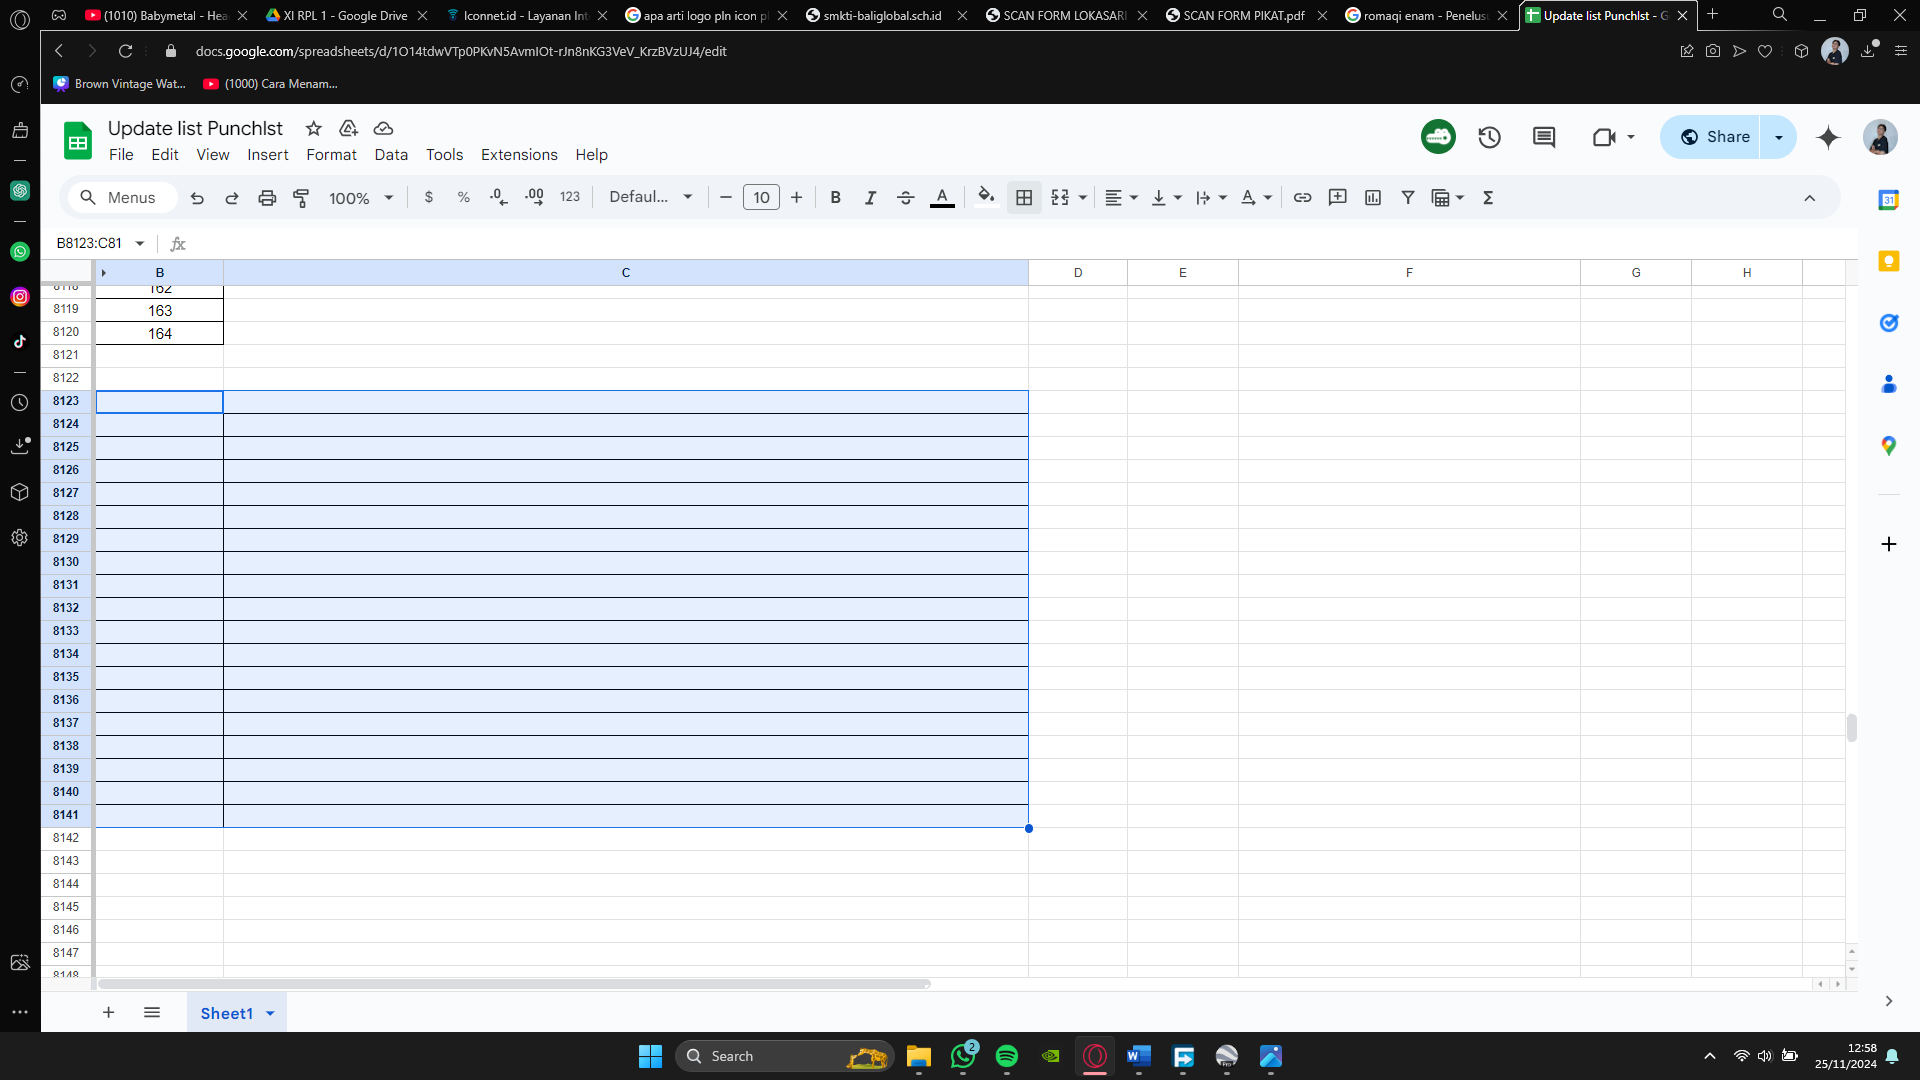 (1010) Babymetal - Hea
XI RPL 1 - Google Drive
Iconnet.id - Layanan Int
apa arti logo pln icon p
smkti-baliglobal.sch.id
SCAN FORM LOKASARI
SCAN FORM PIKAT.pdf
romaqi enam - Penelus
Update list Punchlst - G
docs.google.com/spreadsheets/d/1O14tdwVTp0PKvN5AvmIOt-rJn8nKG3VeV_KrzBVzUJ4/edit
Brown Vintage Wat...
(1000) Cara Menam...
Update list Punchlst
File Edit View Insert Format Data Tools Extensions Help
Share
Menus
100%
$ % .0 .00 123
Defaul...
10
B I A
B8123:C81
fx
B C D E F G H
8118 162
8119 163
8120 164
8121
8122
8123
8124
8125
8126
8127
8128
8129
8130
8131
8132
8133
8134
8135
8136
8137
8138
8139
8140
8141
8142
8143
8144
8145
8146
8147
8148
31
Sheet1
Search
2
12:58
25/11/2024